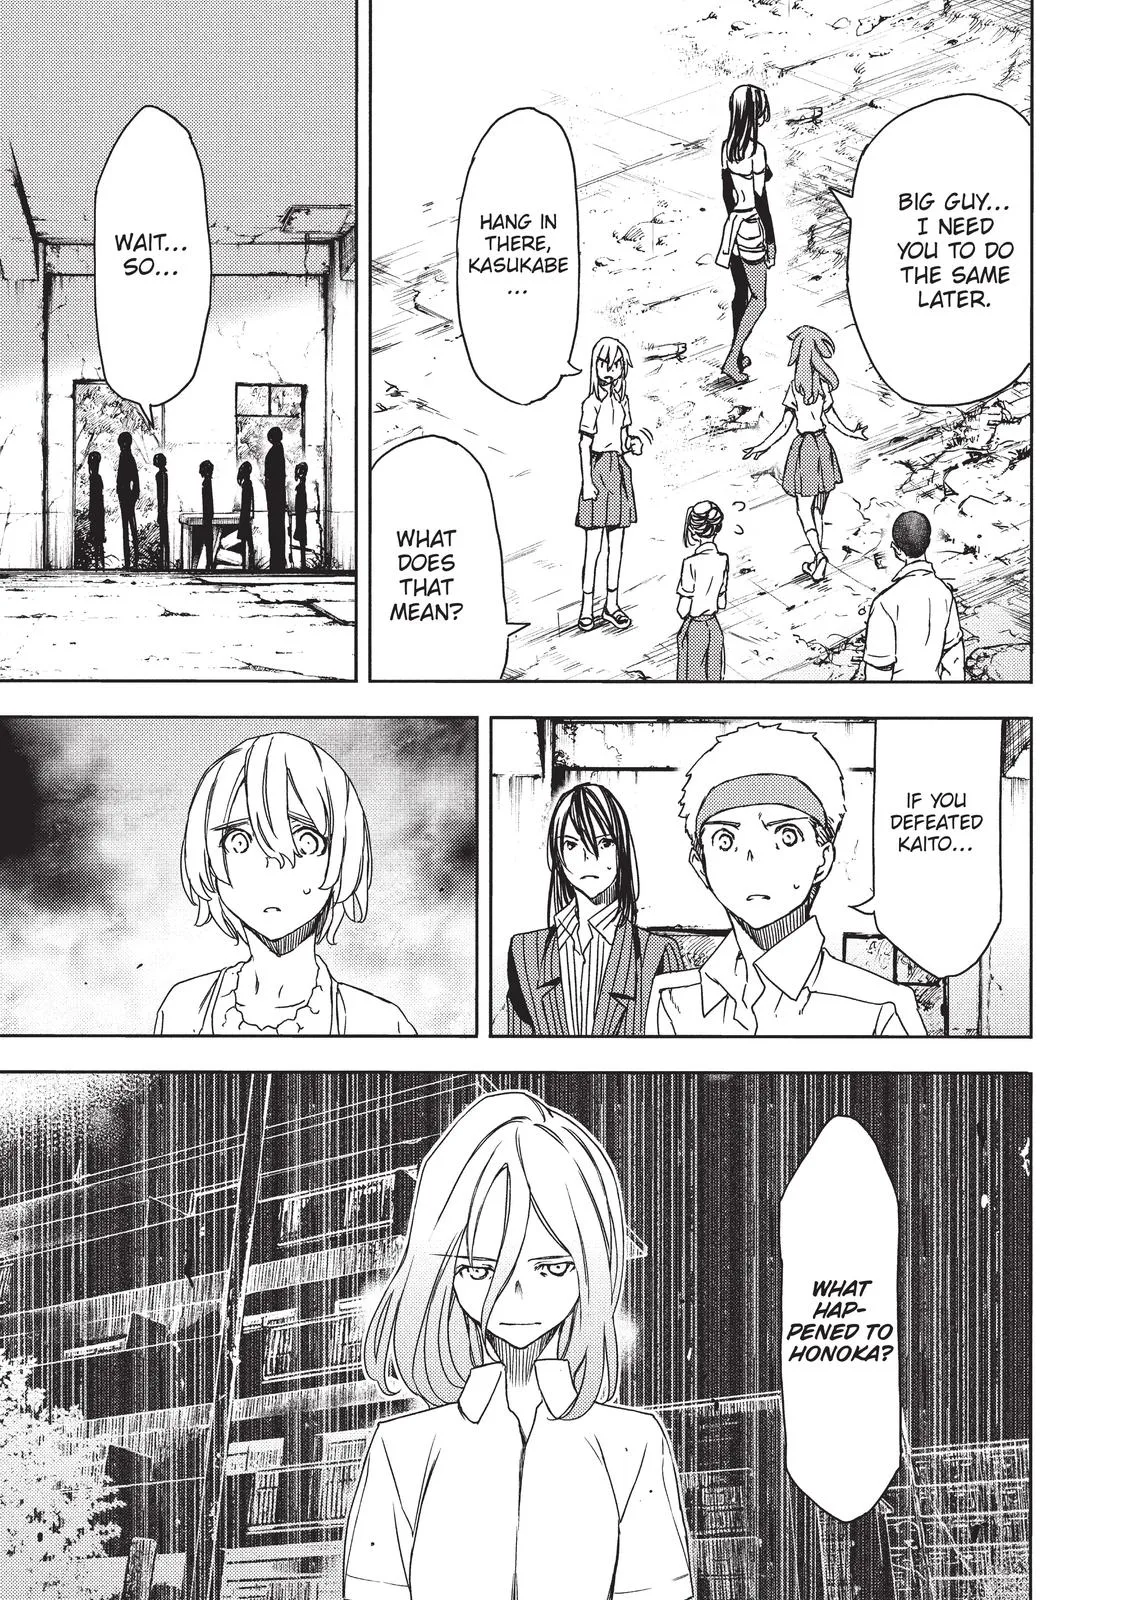 BIG GUY...
I NEED
YOU TO DO
THE SAME
LATER.
HANG IN
THERE,
KASUKABE
...
WHAT
DOES
THAT
MEAN?
WAIT...
SO...
IF YOU
DEFEATED
KAITO...
WHAT
HAP-
PENED TO
HONOKA?